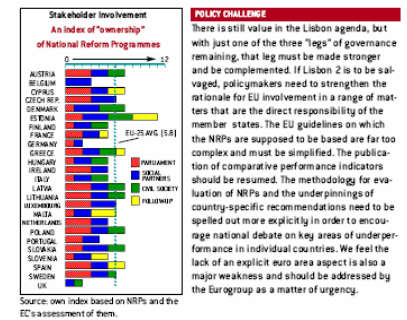 Stakeholder Involvement
An index of "ownership"
of National Reform Programmes
0 12
AUSTRIA
BELGIUM
CYPRUS
CZECH REP.
DENMARK
ESTONIA
FINLAND
FRANCE
GERMANY
GREECE
HUNGARY
IRELAND
ITALY
LATVIA
LITHUANIA
LUXEMBOURG
MALTA
NETHERLANDS
POLAND
PORTUGAL
SLOVAKIA
SLOVENIA
SPAIN
SWEDEN
UK
EU-25 AVG. [5.8]
PARLIAMENT
SOCIAL
PARTNERS
CIVIL SOCIETY
FOLLOWUP
Source: own index based on NRPs and the
EC's assessment of them.
POLICY CHALLENGE
There is still value in the Lisbon agenda, but
with just one of the three "legs" of governance
remaining, that leg must be made stronger
and be complemented. If Lisbon 2 is to be sal-
vaged, policymakers need to strengthen the
rationale for EU involvement in a range of mat-
ters that are the direct responsibility of the
member states. The EU guidelines on which
the NRPs are supposed to be based are far too
complex and must be simplified. The publica-
tion of comparative performance indicators
should be resumed. The methodology for eva-
luation of NRPs and the underpinnings of
country-specific recommendations need to be
spelled out more explicitly in order to encou-
rage national debate on key areas of underper-
formance in individual countries. We feel the
lack of an explicit euro area aspect is also a
major weakness and should be addressed by
the Eurogroup as a matter of urgency.